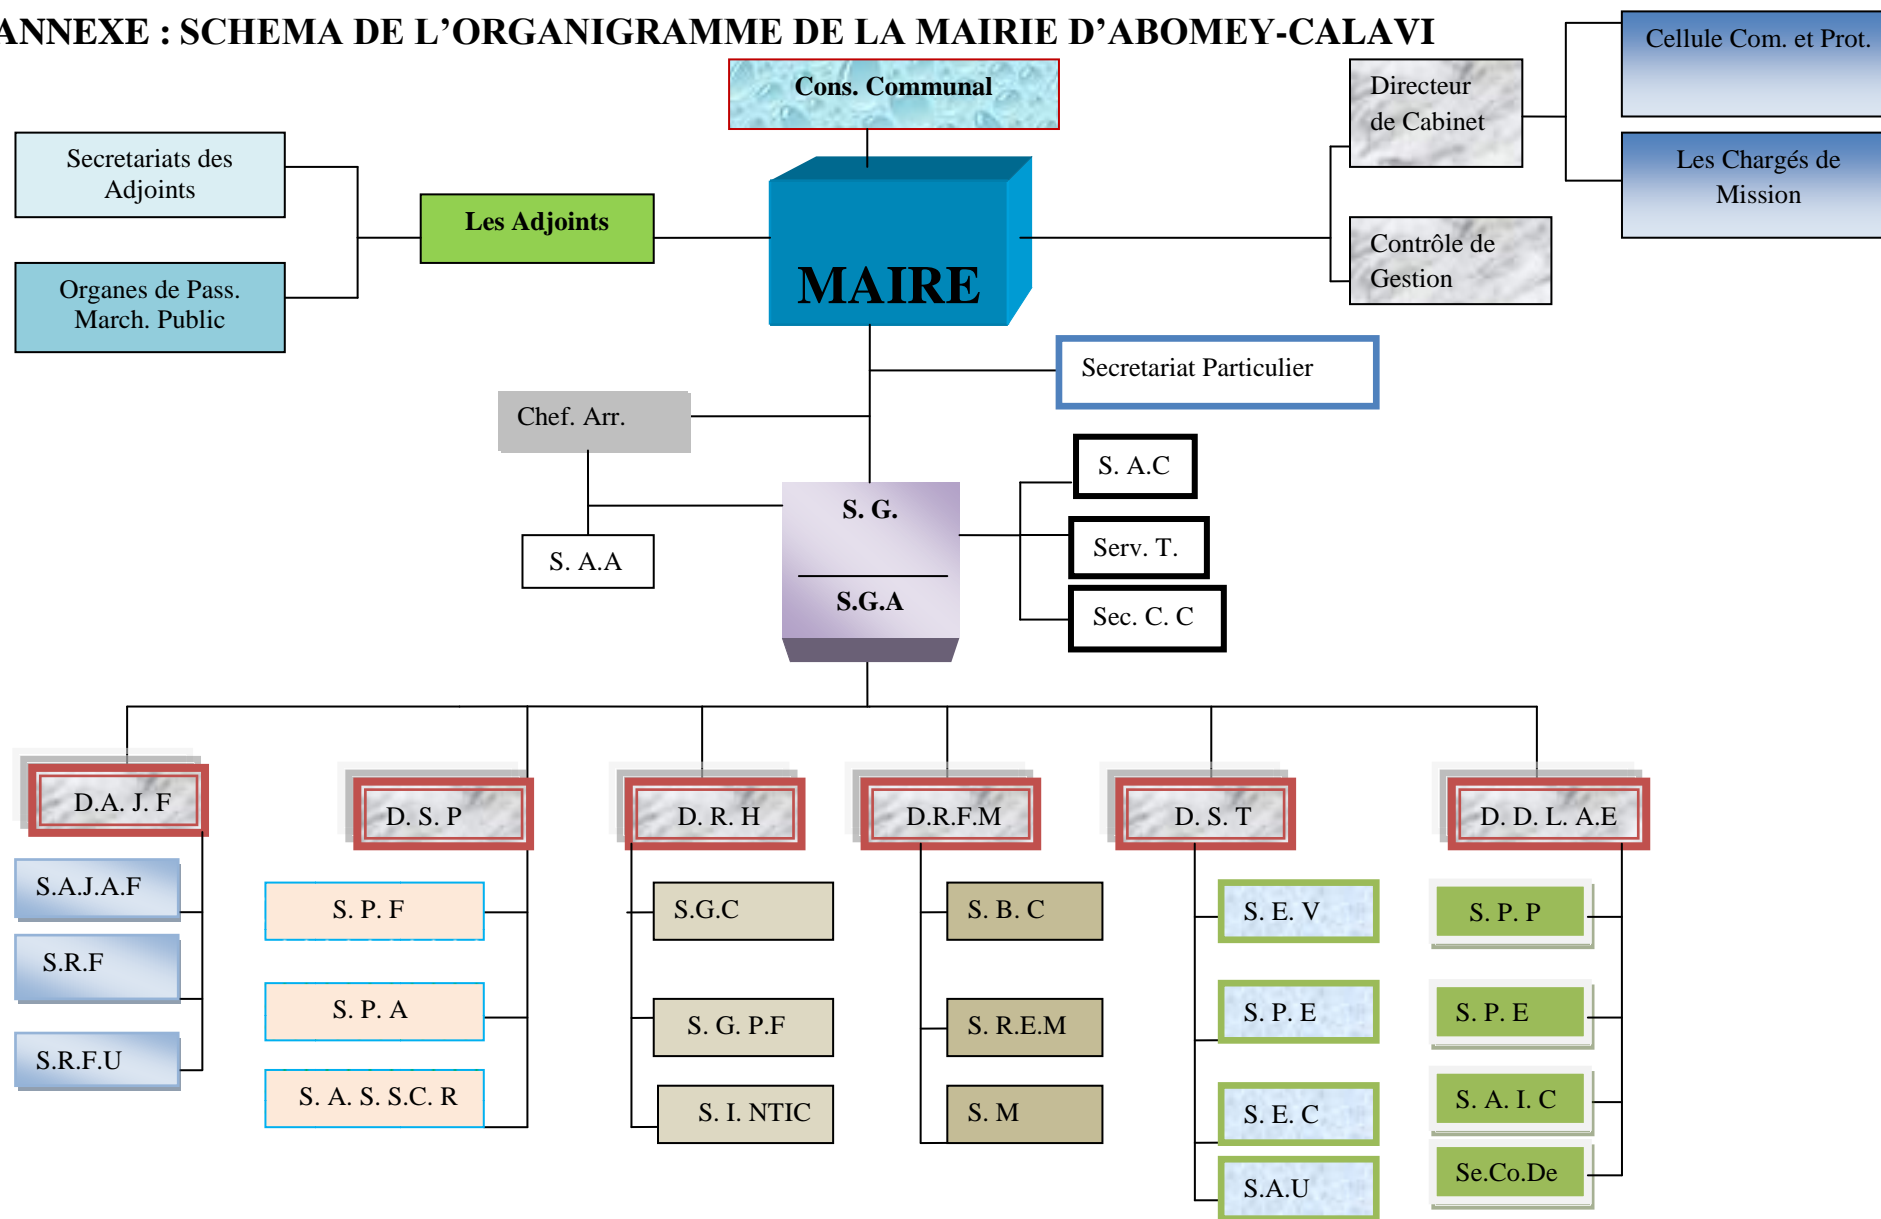 ANNEXE : SCHEMA DE L'ORGANIGRAMME DE LA MAIRIE D'ABOMEY-CALAVI
Cellule Com. et Prot.
Cons. Communal
Directeur
de Cabinet
Secretariats des
Adjoints
Les Chargés de
Mission
Les Adjoints
MAIRE
Contrôle de
Gestion
Organes de Pass.
March. Public
Secretariat Particulier
Chef. Arr.
S. A.C
S. G.
Serv. T.
S. A.A
S.G.A
Sec. C. C
D.A. J. F
D. S. P
D. R. H
D.R.F.M
D. S. T
D. D. L. A.E
S.A.J.A.F
S. P. F
S.G.C
S. B. C
S. E. V
S. P. P
S.R.F
S. P. A
S. G. P.F
S. R.E.M
S. P. E
S. P. E
S.R.F.U
S. A. S. S.C. R
S. I. NTIC
S. M
S. E. C
S. A. I. C
S.A.U
Se.Co.De